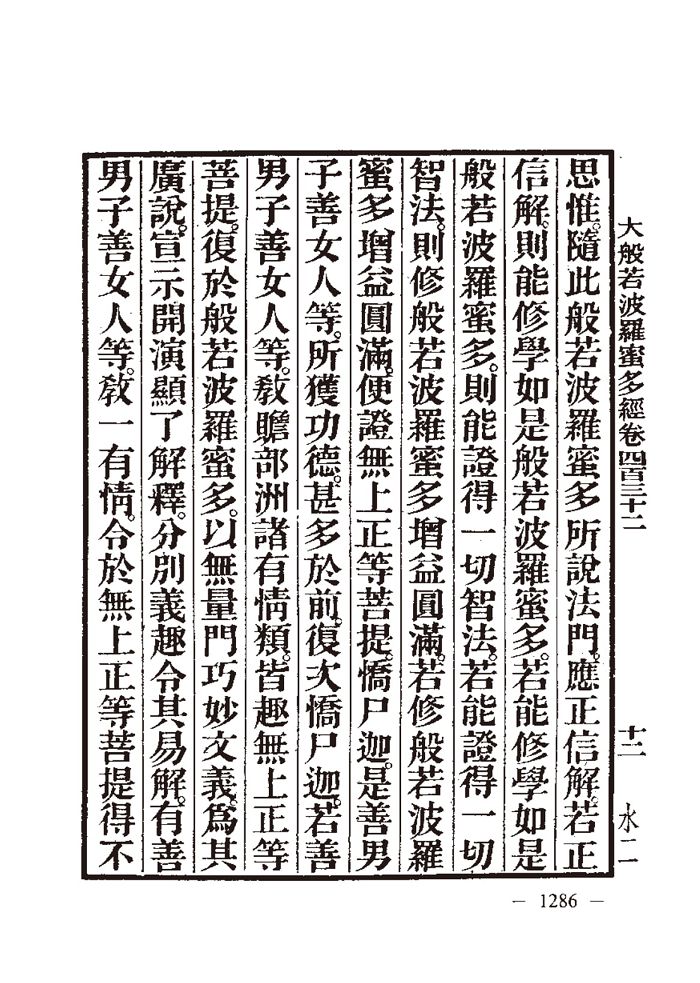 大般若波羅蜜多經卷四百三十二
十二
水二
思惟。隨此般若波羅蜜多所說法門。應正信解。若正
信解。則能修學如是般若波羅蜜多。若能修學如是
般若波羅蜜多。則能證得一切智法。若能證得一切
智法。則修般若波羅蜜多增益圓滿。若修般若波羅
蜜多增益圓滿。便證無上正等菩提。憍尸迦。是善男
子善女人等。所獲功德。甚多於前。復次憍尸迦。若善
男子善女人等。教贍部洲諸有情類。皆趣無上正等
菩提。復於般若波羅蜜多。以無量門巧妙文義。為其
廣說。宣示開演顯了解釋。分別義趣令其易解。有善
男子善女人等。教一有情。令於無上正等菩提得不
— 1286 —